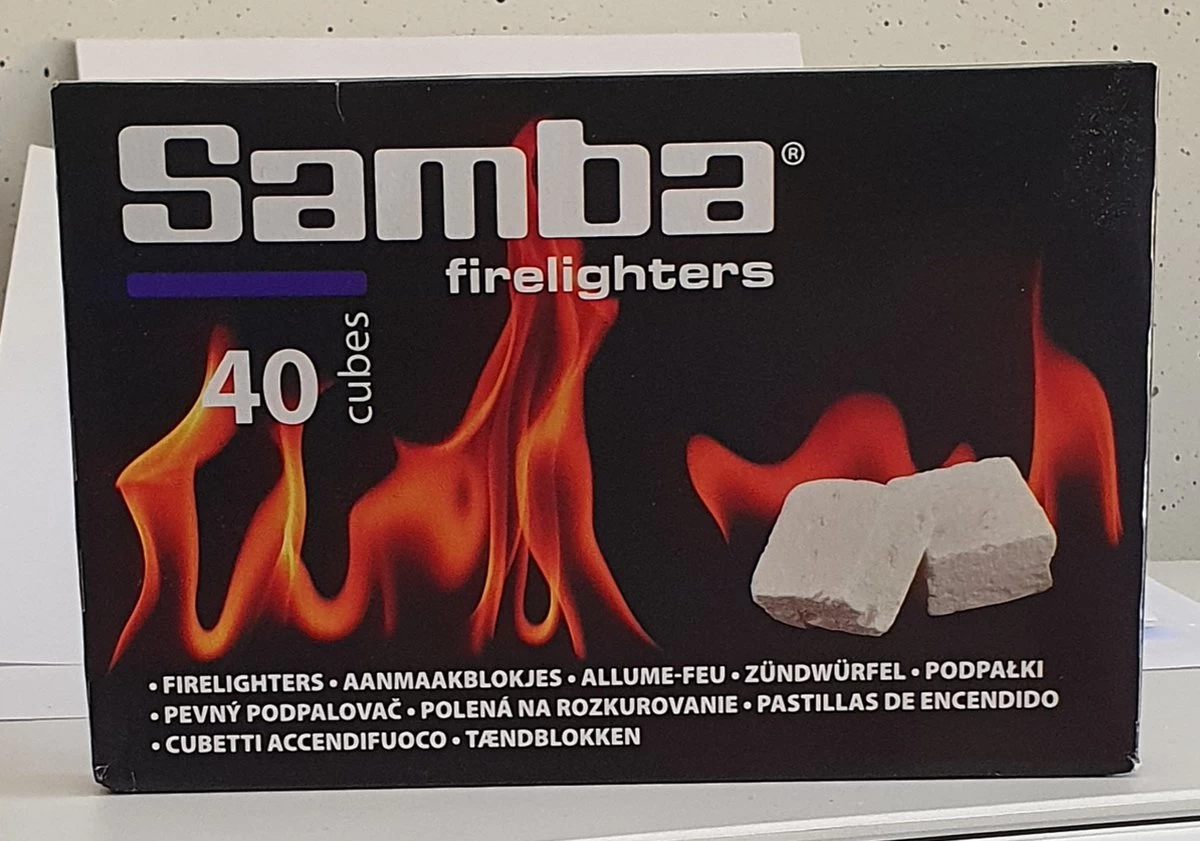 Samba®
firelighters
40 cubes
• FIRELIGHTERS • AANMAAKBLOKJES • ALLUME-FEU • ZÜNDWÜRFEL • PODPAŁKI
• PEVNÝ PODPALOVAČ • POLENÁ NA ROZKUROVANIE • PASTILLAS DE ENCENDIDO
• CUBETTI ACCENDIFUOCO • TÆNDBLOKKEN